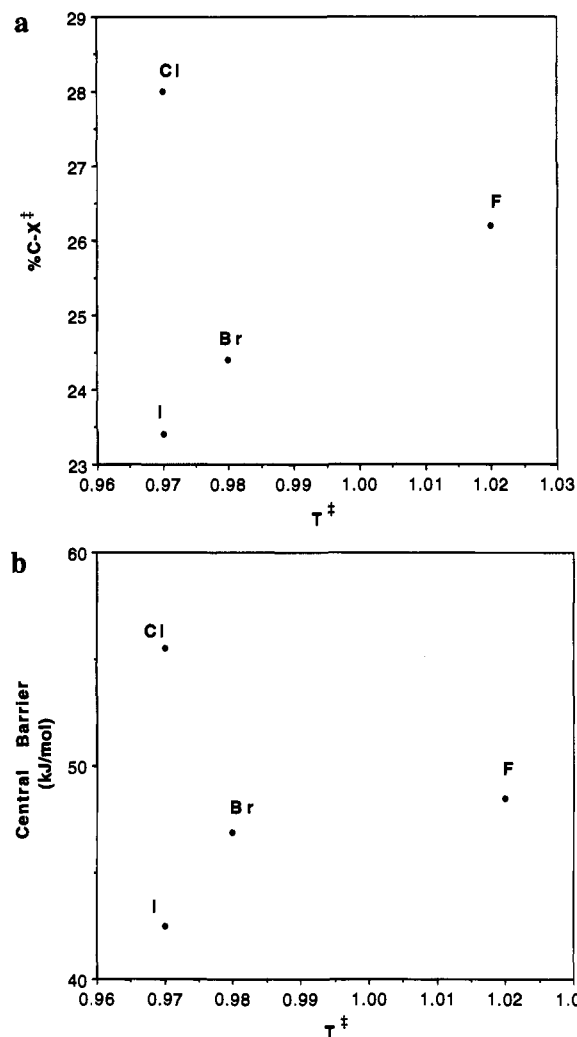 a
29
28
27
26
25
24
23
%C-X‡
Cl
F
Br
I
0.96 0.97 0.98 0.99 1.00 1.01 1.02 1.03
T‡
b
60
50
40
Central Barrier
(kJ/mol)
Cl
F
Br
I
0.96 0.97 0.98 0.99 1.00 1.01 1.02 1.0
T‡